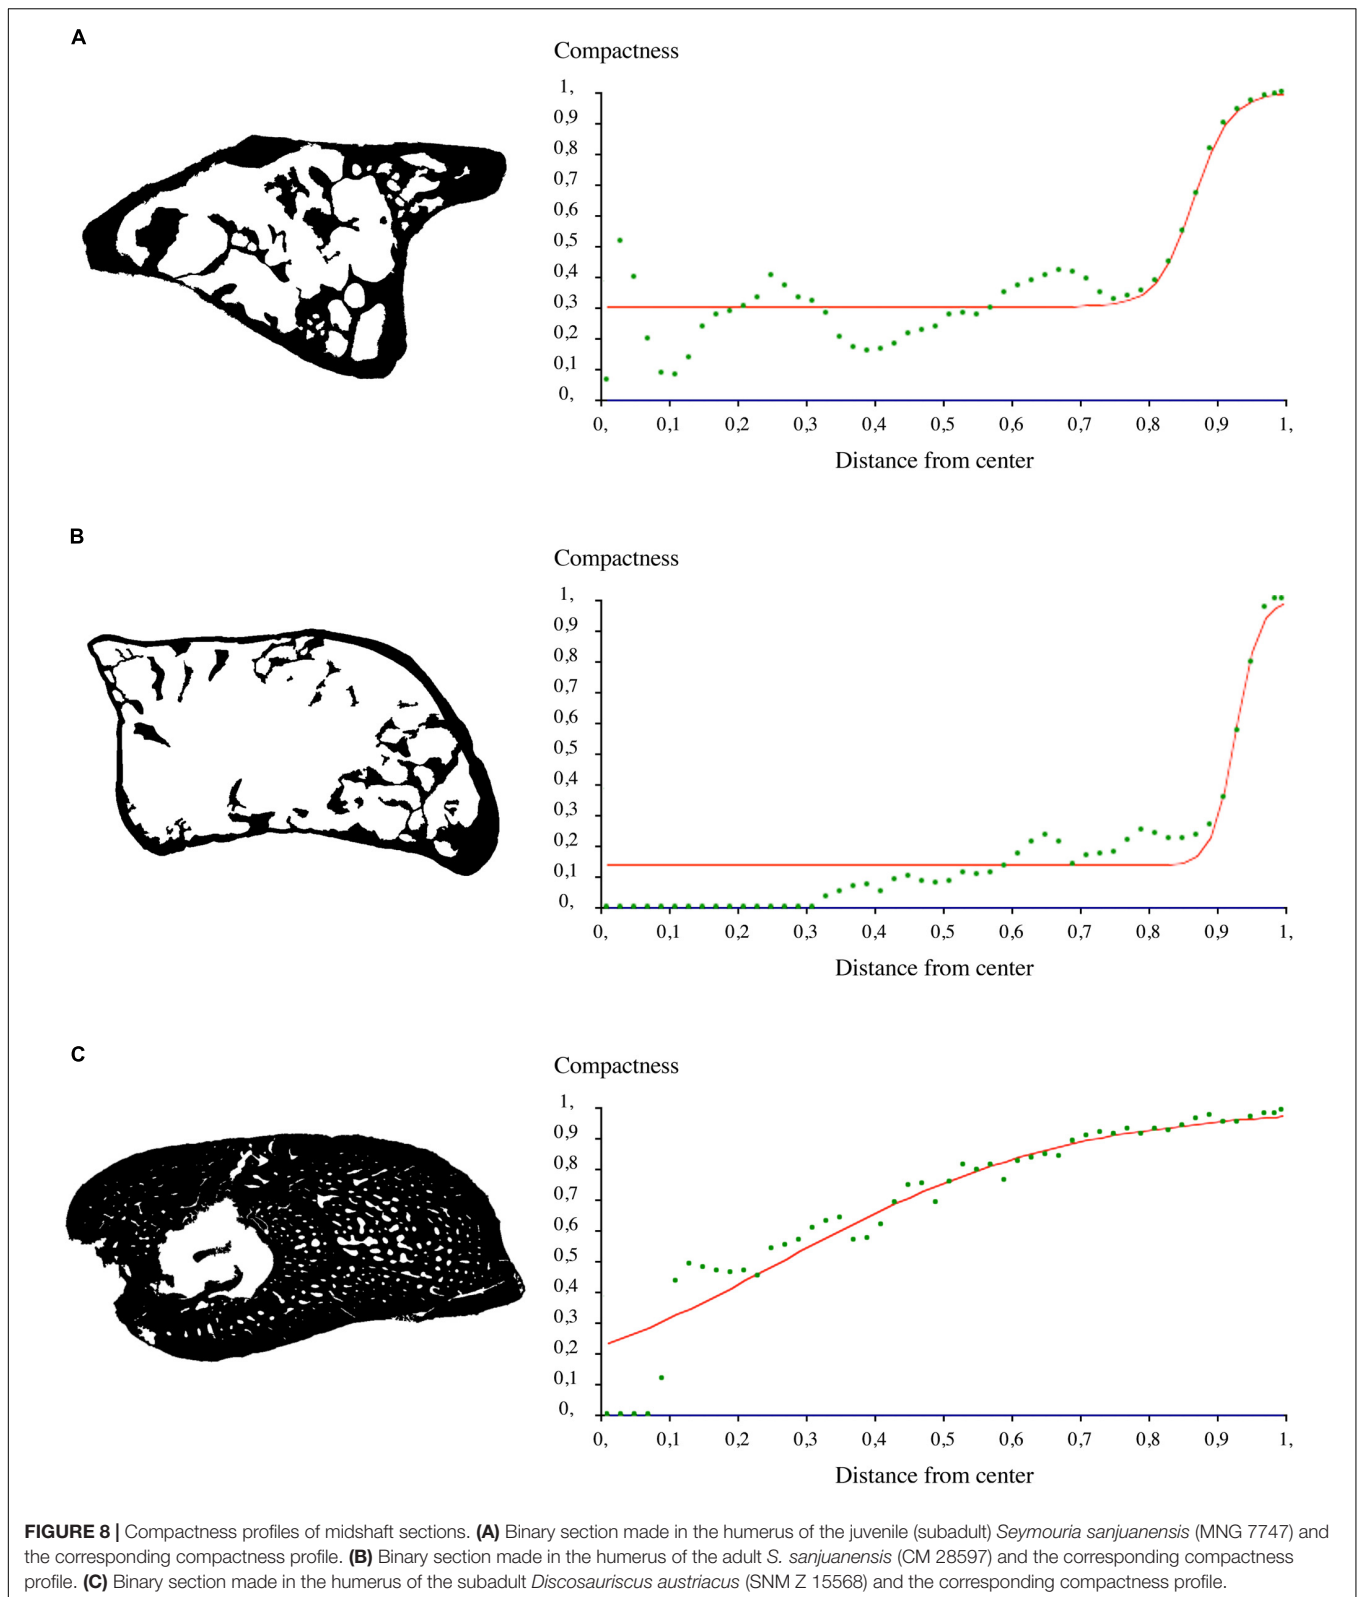 A
Compactness
1,
0,9
0,8
0,7
0,6
0,5
0,4
0,3
0,2
0,1
0,
0, 0,1 0,2 0,3 0,4 0,5 0,6 0,7 0,8 0,9 1,
Distance from center
B
Compactness
1,
0,9
0,8
0,7
0,6
0,5
0,4
0,3
0,2
0,1
0,
0, 0,1 0,2 0,3 0,4 0,5 0,6 0,7 0,8 0,9 1,
Distance from center
C
Compactness
1,
0,9
0,8
0,7
0,6
0,5
0,4
0,3
0,2
0,1
0,
0, 0,1 0,2 0,3 0,4 0,5 0,6 0,7 0,8 0,9 1,
Distance from center
FIGURE 8 | Compactness profiles of midshaft sections. (A) Binary section made in the humerus of the juvenile (subadult) Seymouria sanjuanensis (MNG 7747) and
the corresponding compactness profile. (B) Binary section made in the humerus of the adult S. sanjuanensis (CM 28597) and the corresponding compactness
profile. (C) Binary section made in the humerus of the subadult Discosauriscus austriacus (SNM Z 15568) and the corresponding compactness profile.